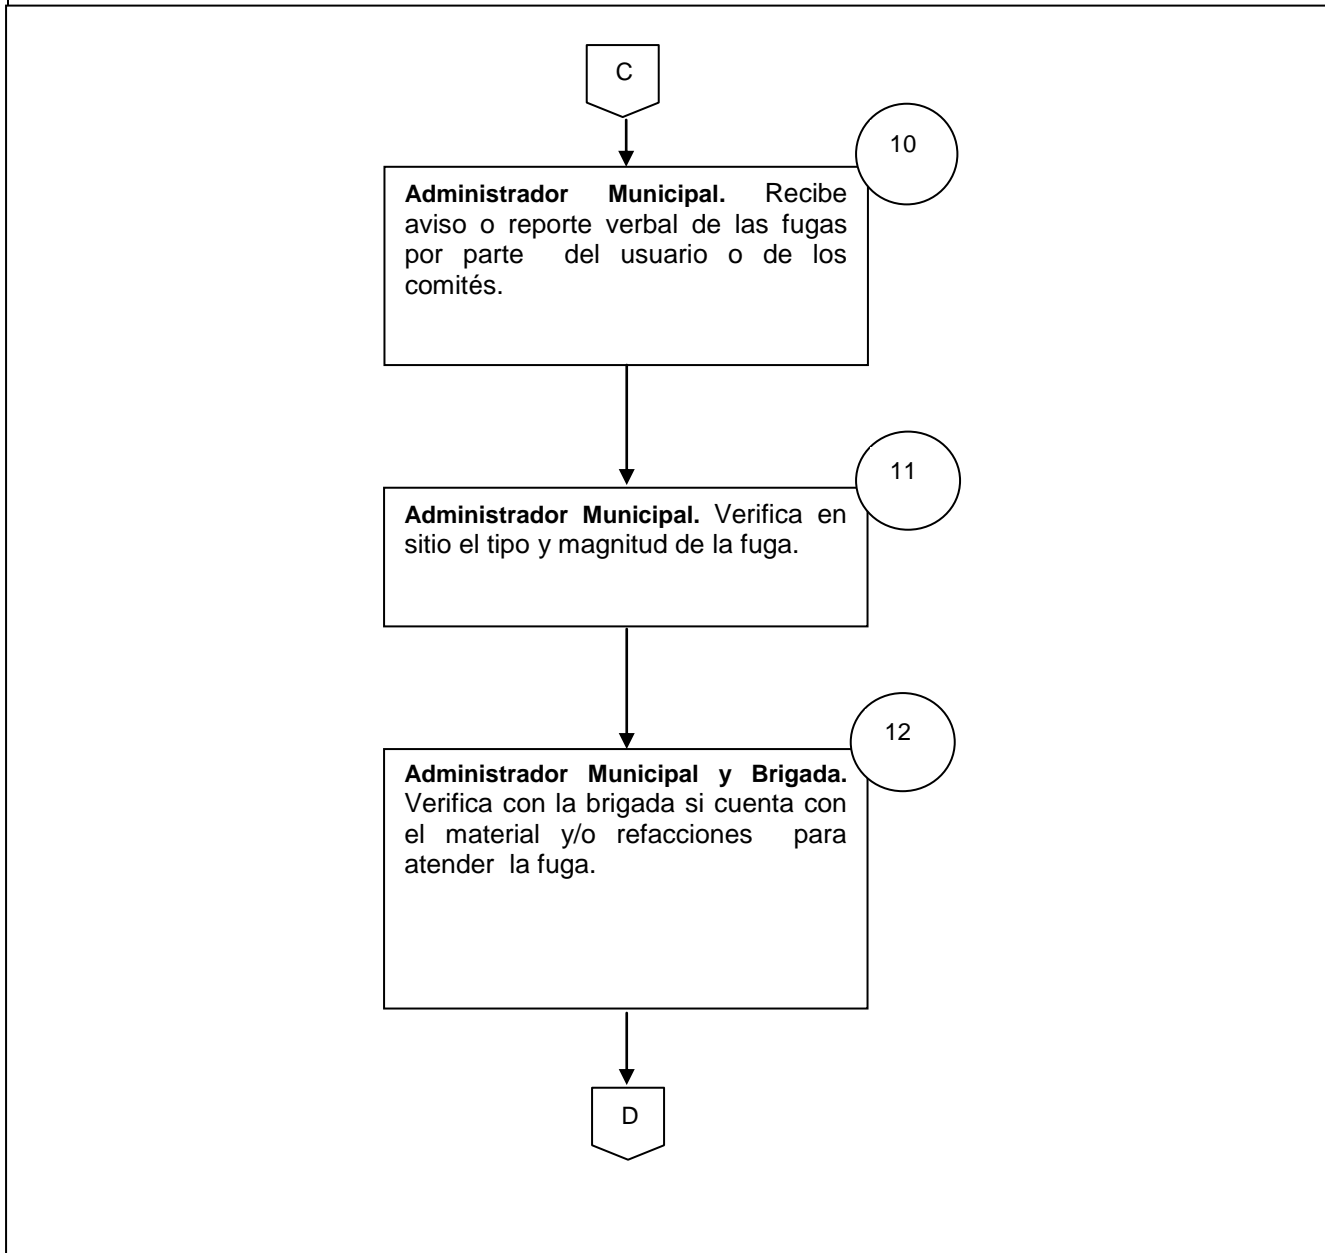 C
10
Administrador Municipal. Recibe
aviso o reporte verbal de las fugas
por parte del usuario o de los
comités.
11
Administrador Municipal. Verifica en
sitio el tipo y magnitud de la fuga.
12
Administrador Municipal y Brigada.
Verifica con la brigada si cuenta con
el material y/o refacciones para
atender la fuga.
D